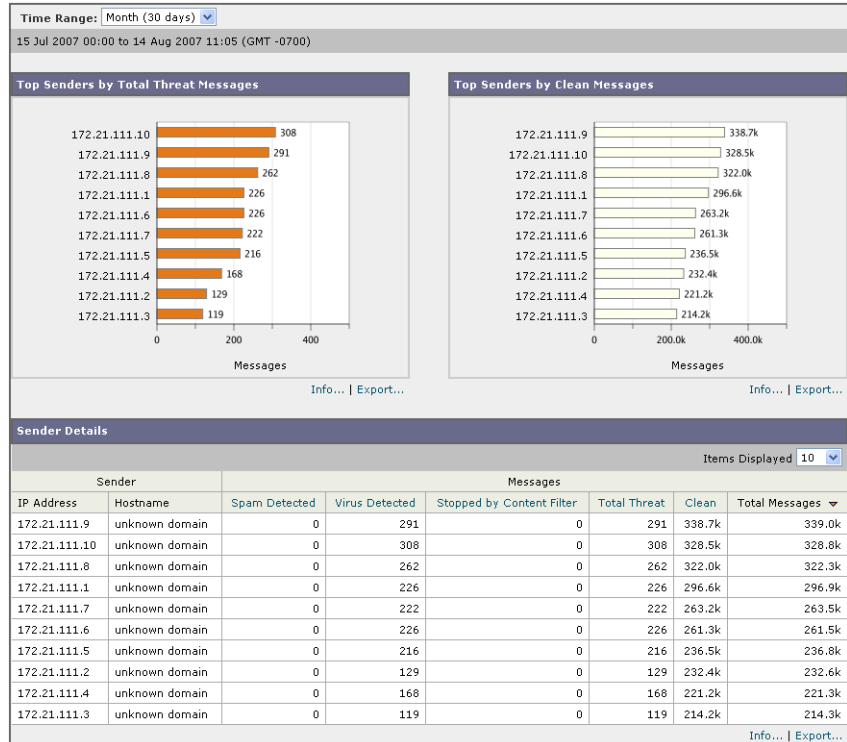 Time Range: Month (30 days)
15 Jul 2007 00:00 to 14 Aug 2007 11:05 (GMT -0700)
Top Senders by Total Threat Messages
172.21.111.10 308
172.21.111.9 291
172.21.111.8 262
172.21.111.1 226
172.21.111.6 226
172.21.111.7 222
172.21.111.5 216
172.21.111.4 168
172.21.111.2 129
172.21.111.3 119
0 200 400
Messages
Info... | Export...
Top Senders by Clean Messages
172.21.111.9 338.7k
172.21.111.10 328.5k
172.21.111.8 322.0k
172.21.111.1 296.6k
172.21.111.7 263.2k
172.21.111.6 261.3k
172.21.111.5 236.5k
172.21.111.2 232.4k
172.21.111.4 221.2k
172.21.111.3 214.2k
0 200.0k 400.0k
Messages
Info... | Export...
Sender Details
Items Displayed 10
Sender Messages
IP Address Hostname Spam Detected Virus Detected Stopped by Content Filter Total Threat Clean Total Messages
172.21.111.9 unknown domain 0 291 0 291 338.7k 339.0k
172.21.111.10 unknown domain 0 308 0 308 328.5k 328.8k
172.21.111.8 unknown domain 0 262 0 262 322.0k 322.3k
172.21.111.1 unknown domain 0 226 0 226 296.6k 296.9k
172.21.111.7 unknown domain 0 222 0 222 263.2k 263.5k
172.21.111.6 unknown domain 0 226 0 226 261.3k 261.5k
172.21.111.5 unknown domain 0 216 0 216 236.5k 236.8k
172.21.111.2 unknown domain 0 129 0 129 232.4k 232.6k
172.21.111.4 unknown domain 0 168 0 168 221.2k 221.3k
172.21.111.3 unknown domain 0 119 0 119 214.2k 214.3k
Info... | Export...